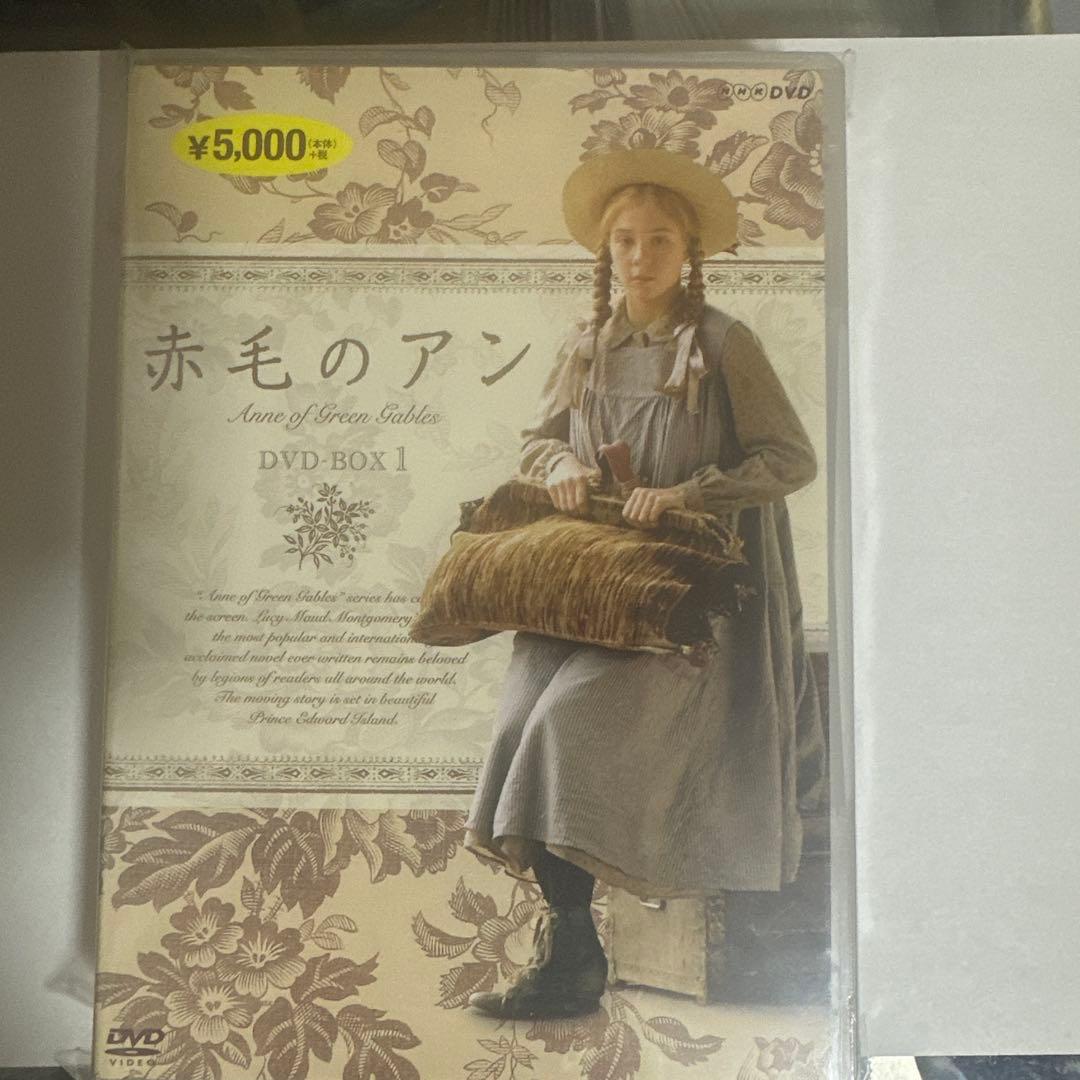 NHK DVD
¥5,000 (本体) +税
赤毛のアン
Anne of Green Gables
DVD-BOX 1
"Anne of Green Gables" series has
the screen. Lucy Maud Montgomery
the most popular and
acclaimed novel ever written remains beloved
by legions of readers all around the world.
The moving story is set in beautiful
Prince Edward Island.
DVD
VIDEO